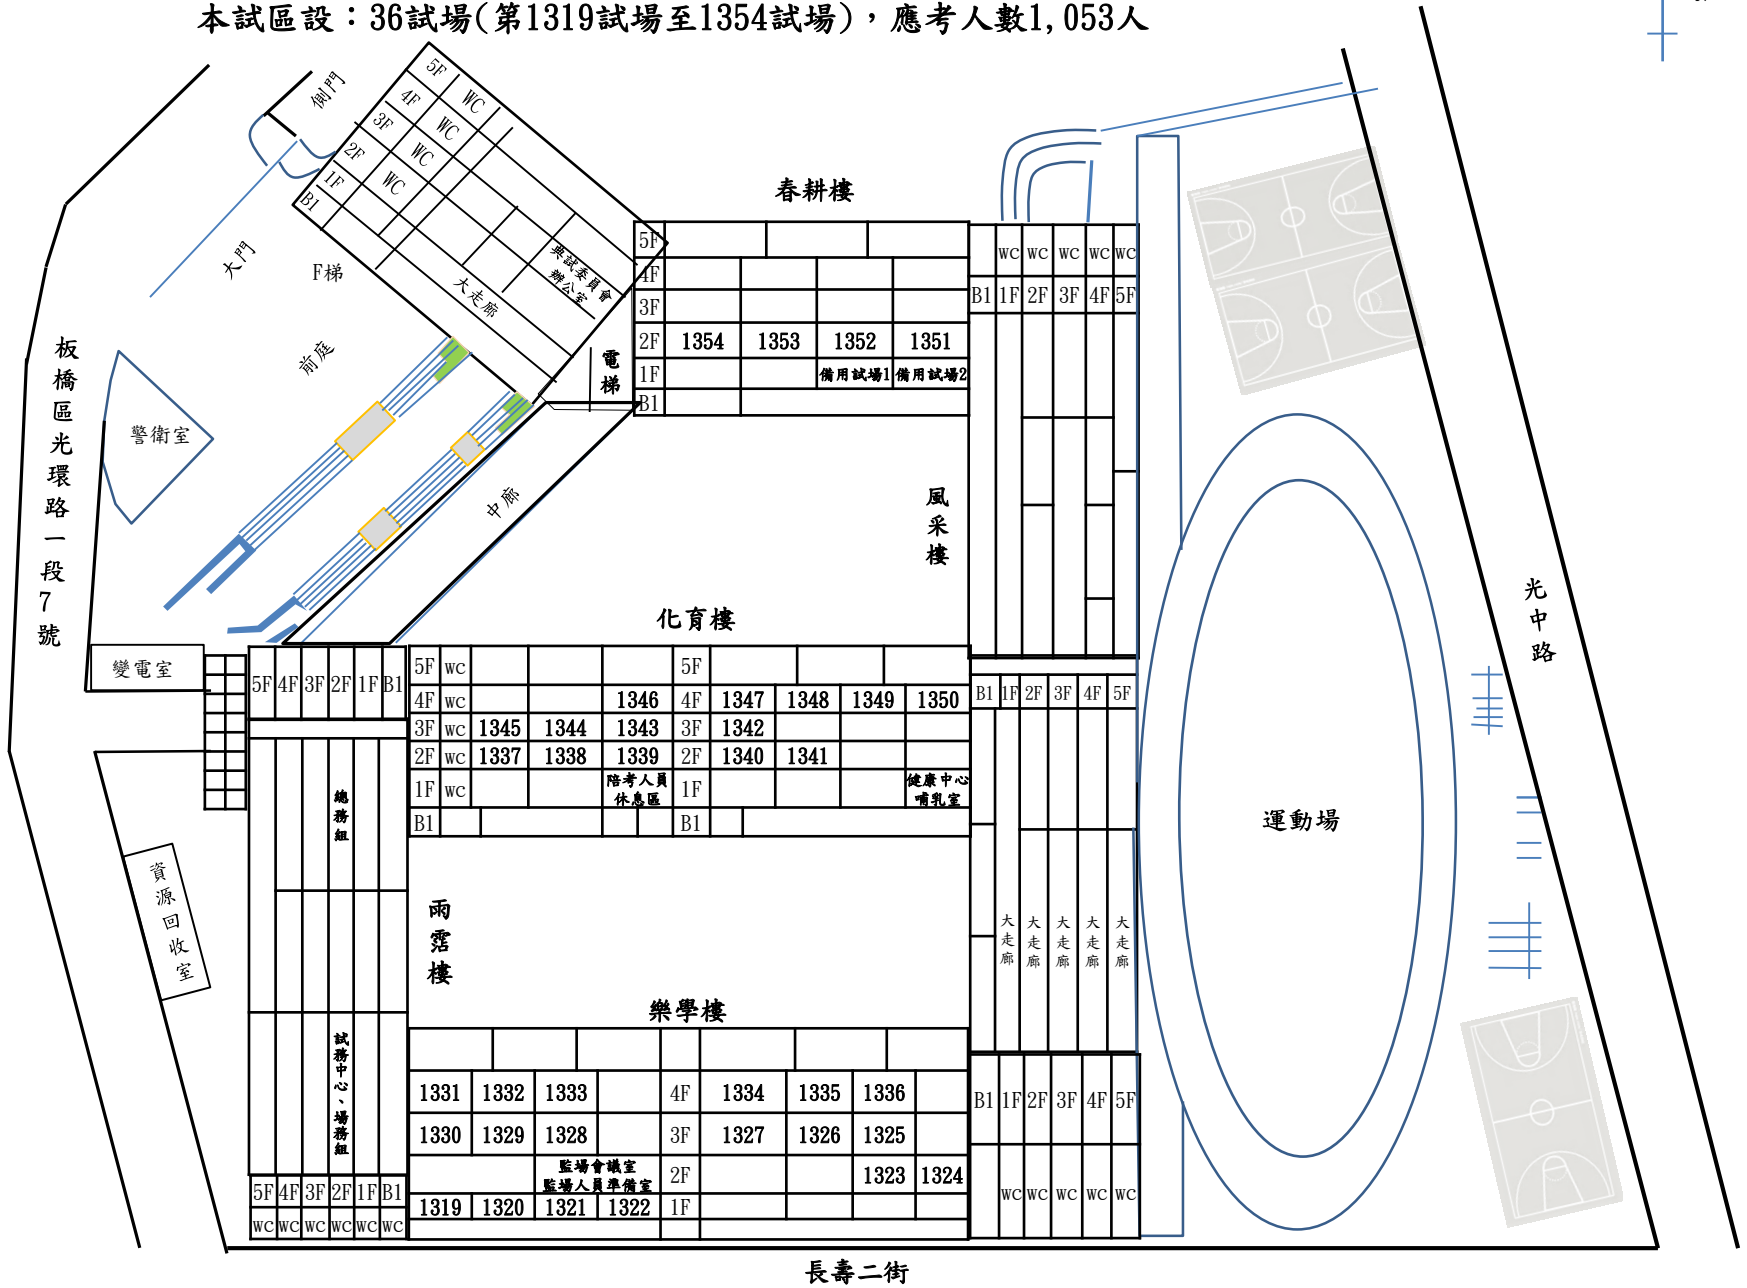 本試區設：36試場(第1319試場至1354試場)，應考人數1,053人
側門
大門
F梯
前庭
警衛室
板橋區光環路一段7號
變電室
資源回收室
5F WC
4F WC
3F WC
2F WC
1F
B1
典試委員會
辦公室
大走廊
電梯
中廊
春耕樓
5F
4F
3F
2F 1354 1353 1352 1351
1F 備用試場1 備用試場2
B1
WC WC WC WC WC
B1 1F 2F 3F 4F 5F
風采樓
化育樓
5F 4F 3F 2F 1F B1
5F WC 5F
4F WC 1346 4F 1347 1348 1349 1350
3F WC 1345 1344 1343 3F 1342
2F WC 1337 1338 1339 2F 1340 1341
1F WC 陪考人員休息區 1F 健康中心哺乳室
B1 B1
B1 1F 2F 3F 4F 5F
大走廊 大走廊 大走廊 大走廊 大走廊
總務組
試務中心、場務組
雨霑樓
5F 4F 3F 2F 1F B1
WC WC WC WC WC WC
樂學樓
1331 1332 1333 4F 1334 1335 1336
1330 1329 1328 3F 1327 1326 1325
監場會議室
監場人員準備室 2F 1323 1324
1319 1320 1321 1322 1F
B1 1F 2F 3F 4F 5F
WC WC WC WC WC
運動場
光中路
長壽二街